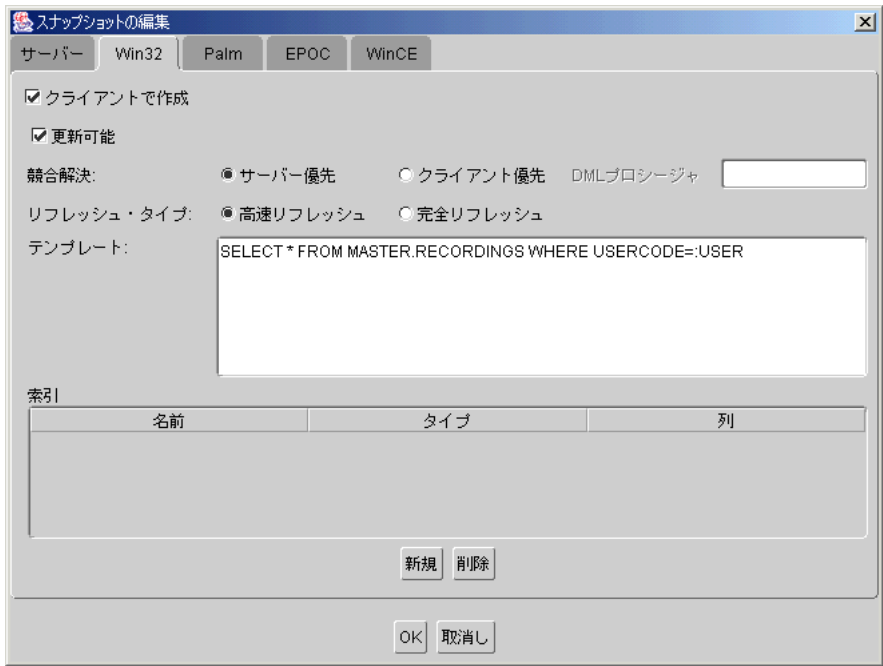 スナップショットの編集
サーバー Win32 Palm EPOC WinCE
クライアントで作成
更新可能
競合解決: サーバー優先 クライアント優先 DMLプロシージャ
リフレッシュ・タイプ: 高速リフレッシュ 完全リフレッシュ
テンプレート: SELECT * FROM MASTER.RECORDINGS WHERE USERCODE=:USER
索引
名前 タイプ 列
新規 削除
OK 取消し